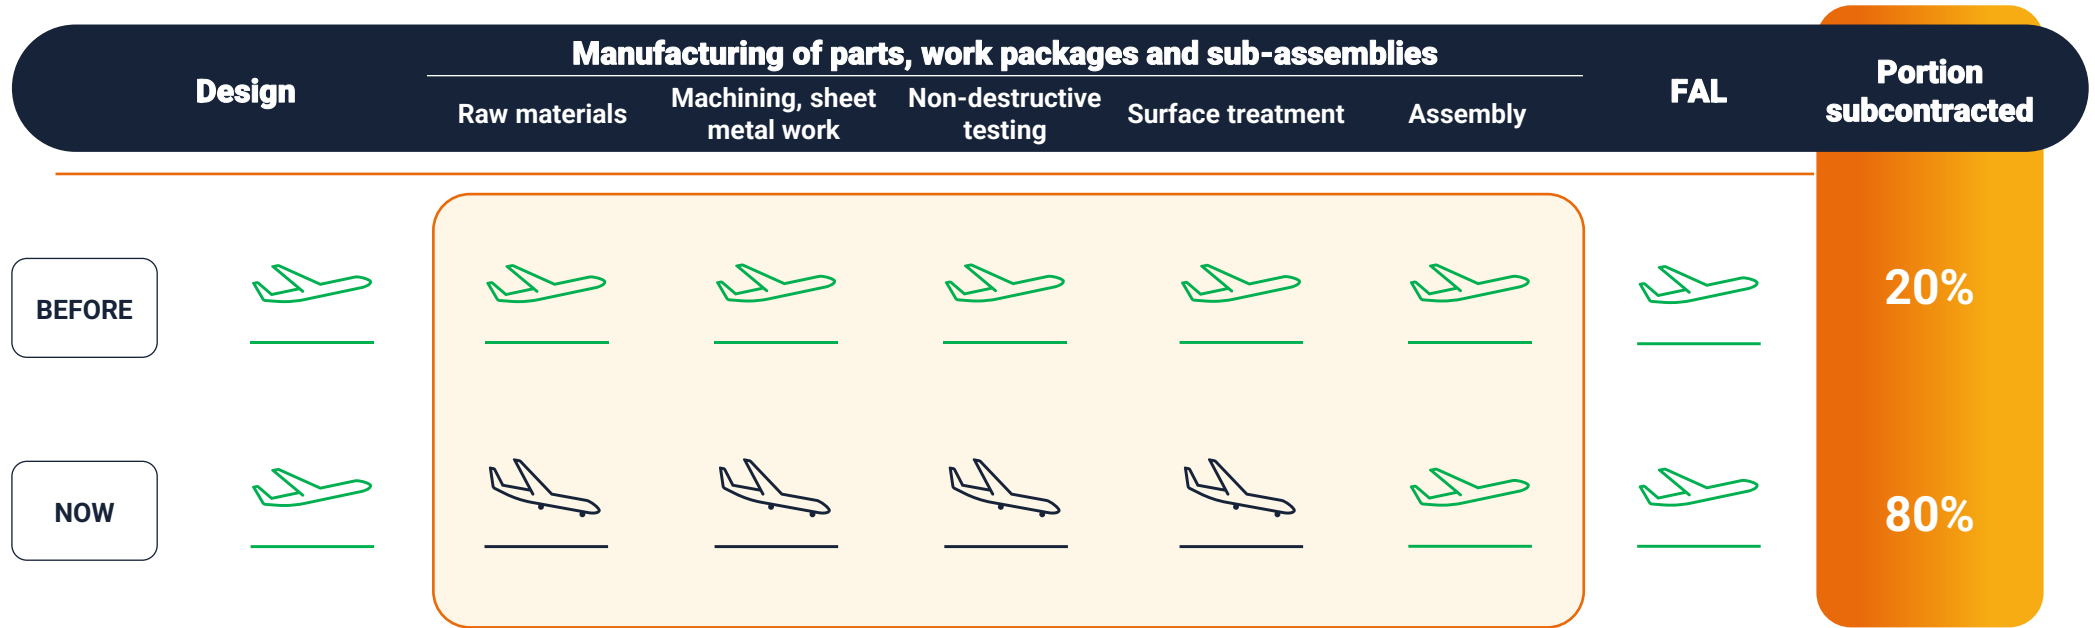 Design
Manufacturing of parts, work packages and sub-assemblies
Raw materials
Machining, sheet
metal work
Non-destructive
testing
Surface treatment
Assembly
FAL
Portion
subcontracted
BEFORE
20%
NOW
80%